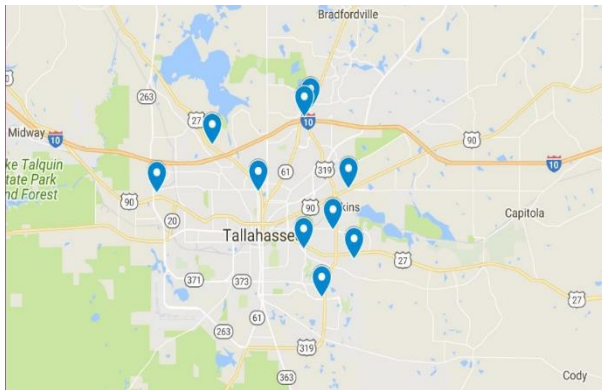 Bradfordville
263
27
Midway
10
10
90
ke Talquin
tate Park
nd Forest
61
319
10
90
20
90
kins
Capitola
Tallahasse
27
371
373
27
263
61
319
363
Cody